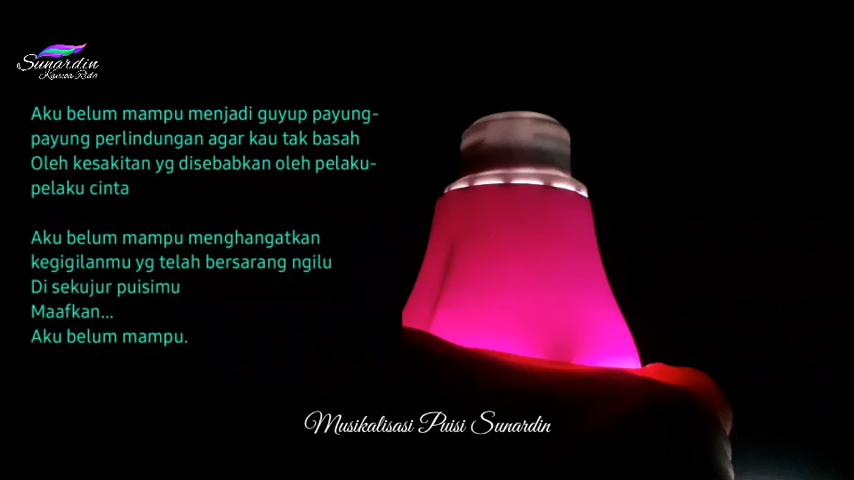 Sunardin
Kancoa Rida
Aku belum mampu menjadi guyup payung-
payung perlindungan agar kau tak basah
Oleh kesakitan yg disebabkan oleh pelaku-
pelaku cinta
Aku belum mampu menghangatkan
kegigilanmu yg telah bersarang ngilu
Di sekujur puisimu
Maafkan...
Aku belum mampu.
Musikalisasi Puisi Sunardin